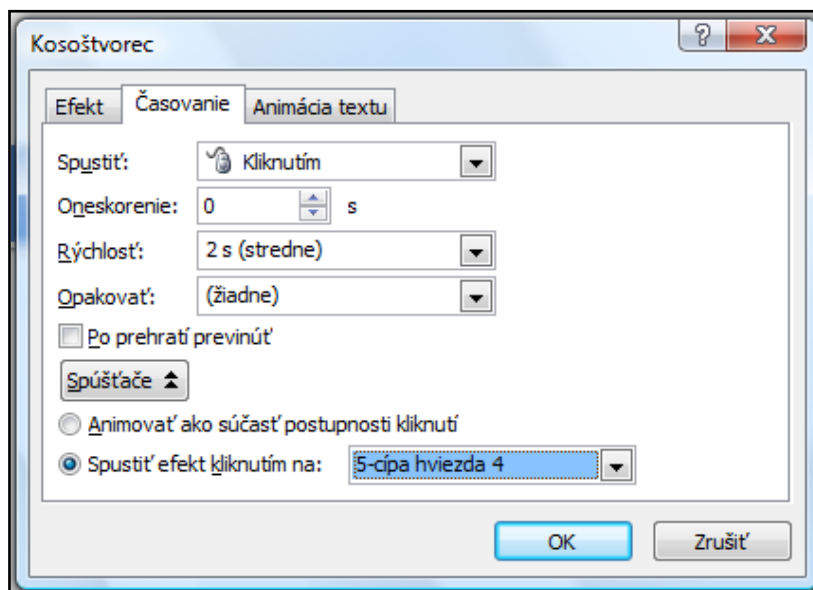 Kosoštvorec
Efekt Časovanie Animácia textu
Spustiť: Kliknutím
Oneskorenie: 0 s
Rýchlosť: 2 s (stredne)
Opakovať: (žiadne)
Po prehratí previnúť
Spúšťače
Animovať ako súčasť postupnosti kliknutí
Spustiť efekt kliknutím na: 5-cípa hviezda 4
OK Zrušiť